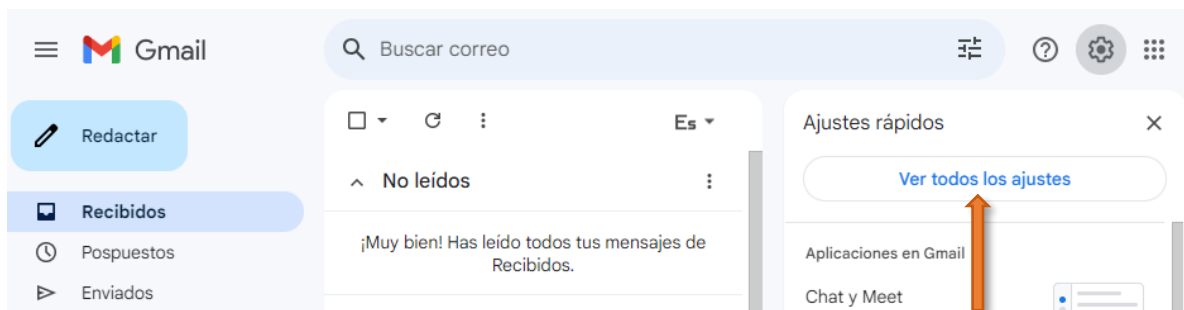 Gmail
Buscar correo
Redactar
Recibidos
Pospuestos
Enviados
Es
No leídos
¡Muy bien! Has leído todos tus mensajes de
Recibidos.
Ajustes rápidos
Ver todos los ajustes
Aplicaciones en Gmail
Chat y Meet